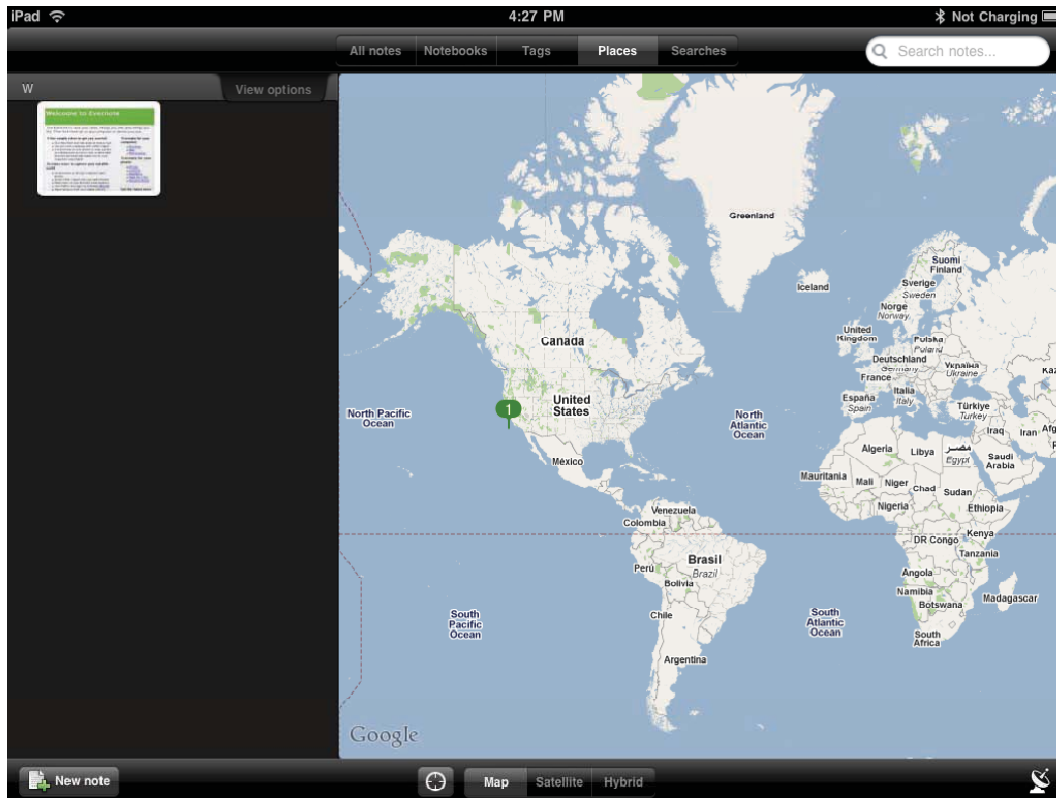 iPad
4:27 PM
Not Charging
All notes
Notebooks
Tags
Places
Searches
Search notes...
W
View options
Welcome to Evernote
Greenland
Iceland
Suomi
Finland
Sverige
Sweden
Norge
Norway
United
Kingdom
Polska
Poland
Deutschland
Germany
Україна
Ukraine
France
Kaz
Italia
Italy
España
Spain
Türkiye
Turkey
Iraq
Iran
Afg
Canada
United
States
1
North Pacific
Ocean
North
Atlantic
Ocean
México
Algeria
Libya
مصر
Egypt
Saudi
Arabia
Mauritania
Mali
Niger
Chad
Sudan
Nigeria
Ethiopia
Venezuela
Colombia
DR Congo
Kenya
Tanzania
Brasil
Brazil
Perú
Bolivia
Angola
Namibia
Botswana
Madagascar
South
Pacific
Ocean
Chile
South
Atlantic
Ocean
South
Africa
Argentina
Google
New note
Map
Satellite
Hybrid